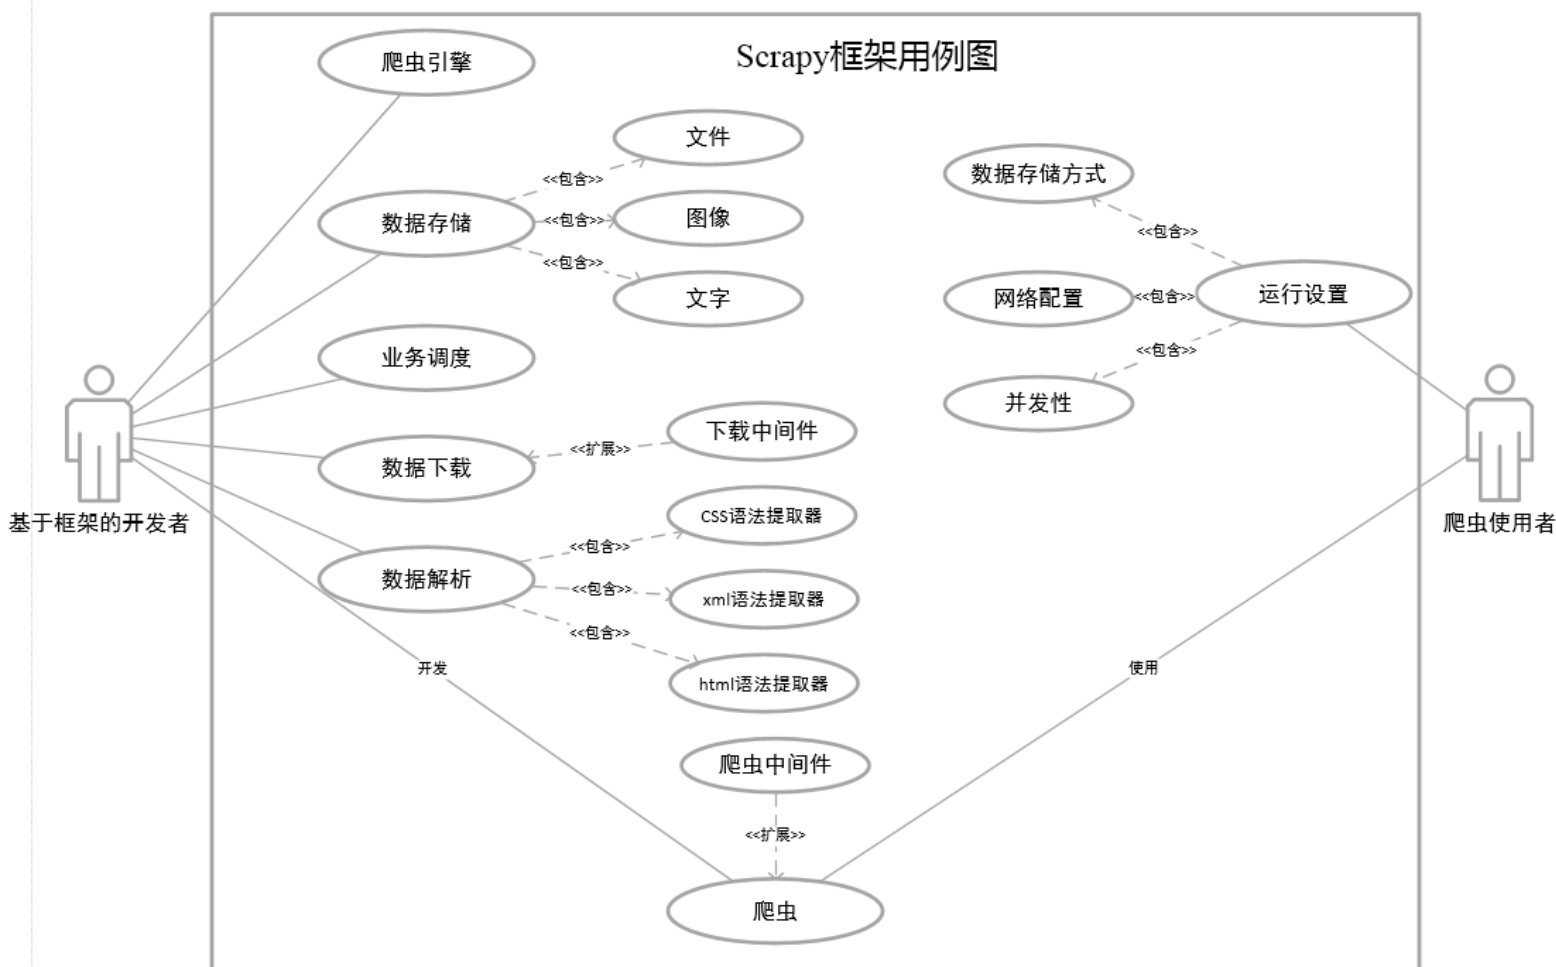 Scrapy框架用例图
爬虫引擎
文件
<<包含>>
数据存储
<<包含>>
图像
<<包含>>
文字
业务调度
下载中间件
<<扩展>>
数据下载
CSS语法提取器
<<包含>>
数据解析
<<包含>>
xml语法提取器
<<包含>>
html语法提取器
基于框架的开发者
开发
爬虫中间件
<<扩展>>
爬虫
数据存储方式
<<包含>>
网络配置
<<包含>>
运行设置
<<包含>>
并发性
爬虫使用者
使用